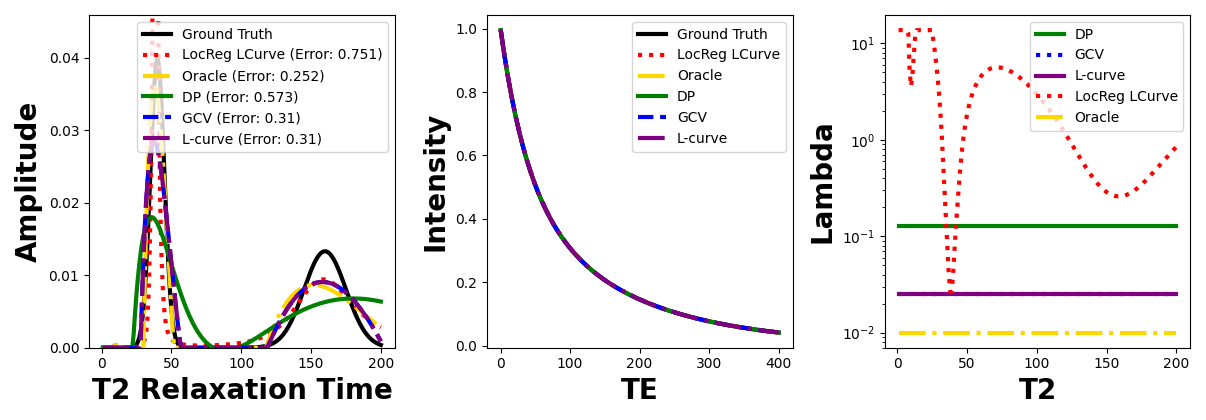 Amplitude
0.04
0.03
0.02
0.01
0.00
0
50
100
150
200
T2 Relaxation Time
Ground Truth
LocReg LCurve (Error: 0.751)
Oracle (Error: 0.252)
DP (Error: 0.573)
GCV (Error: 0.31)
L-curve (Error: 0.31)
Intensity
1.0
0.8
0.6
0.4
0.2
0.0
0
100
200
300
400
TE
Ground Truth
LocReg LCurve
Oracle
DP
GCV
L-curve
Lambda
10¹
10⁰
10⁻¹
10⁻²
0
50
100
150
200
T2
DP
GCV
L-curve
LocReg LCurve
Oracle